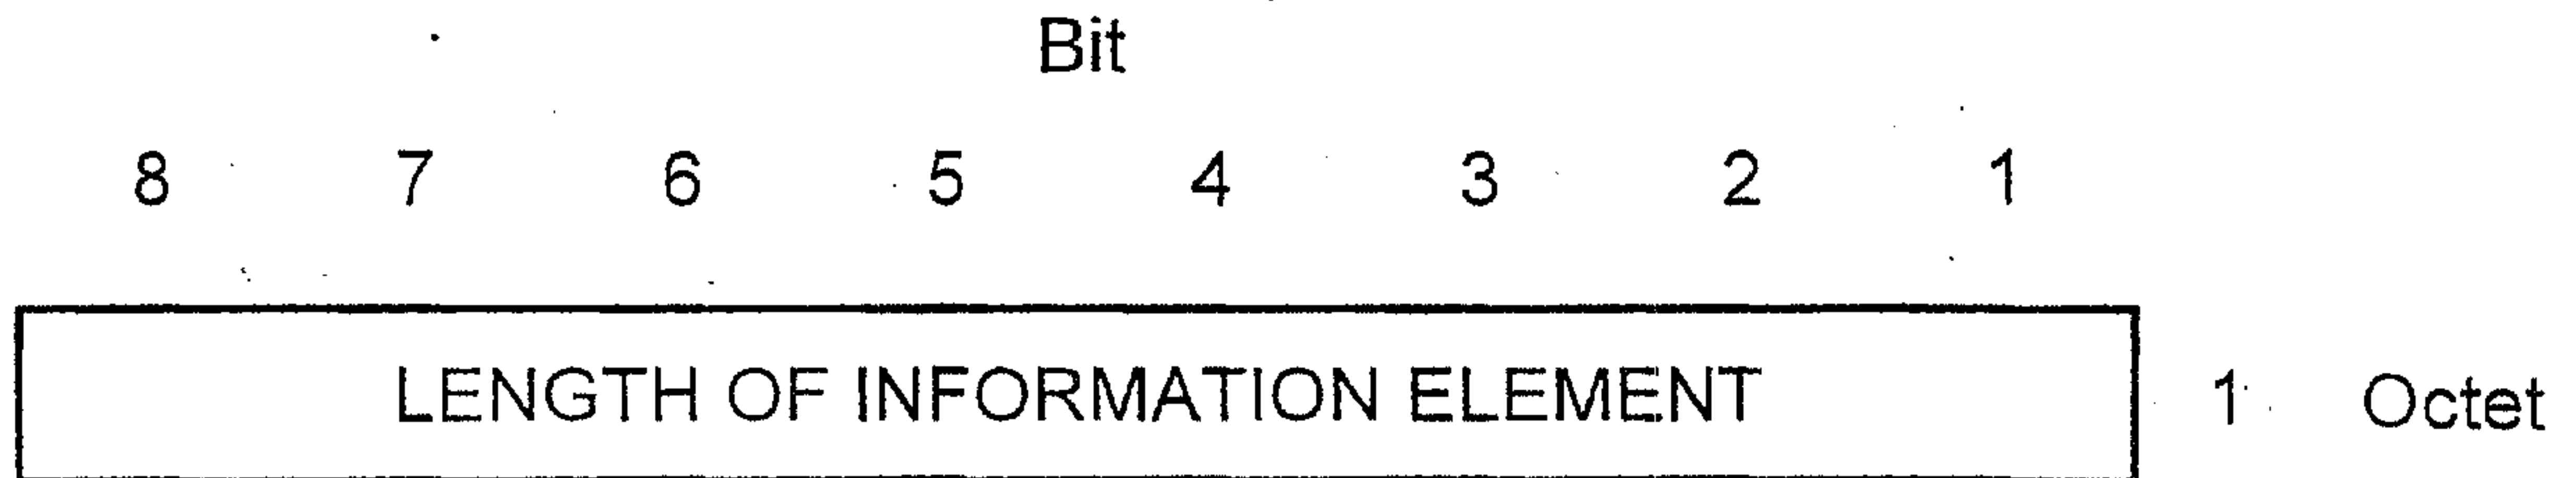 Bit
8 7 6 5 4 3 2 1
LENGTH OF INFORMATION ELEMENT 1 Octet